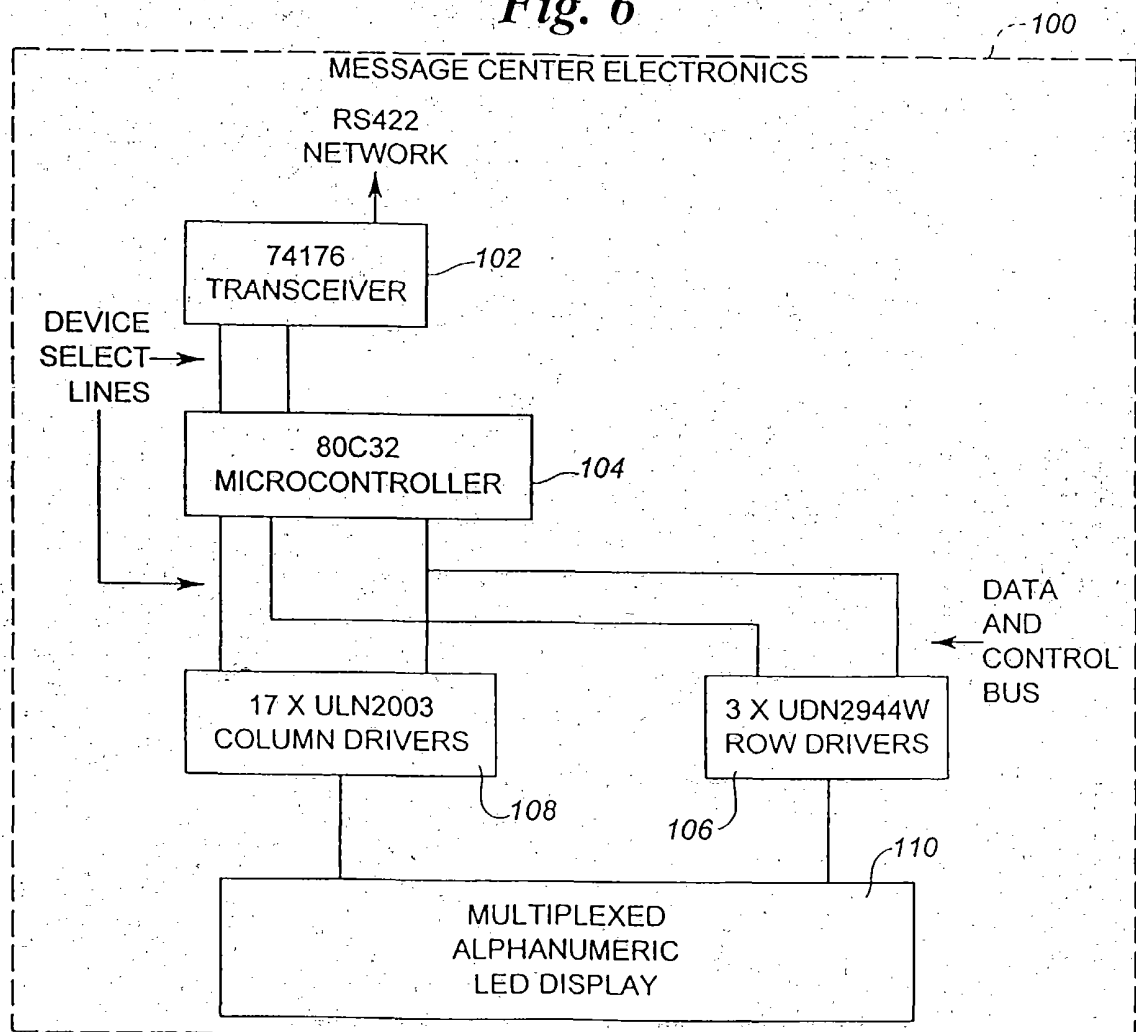 Fig. 6
100
MESSAGE CENTER ELECTRONICS
RS422
NETWORK
74176
TRANSCEIVER
102
DEVICE
SELECT
LINES
80C32
MICROCONTROLLER
104
DATA
AND
CONTROL
BUS
17 X ULN2003
COLUMN DRIVERS
108
3 X UDN2944W
ROW DRIVERS
106
110
MULTIPLEXED
ALPHANUMERIC
LED DISPLAY